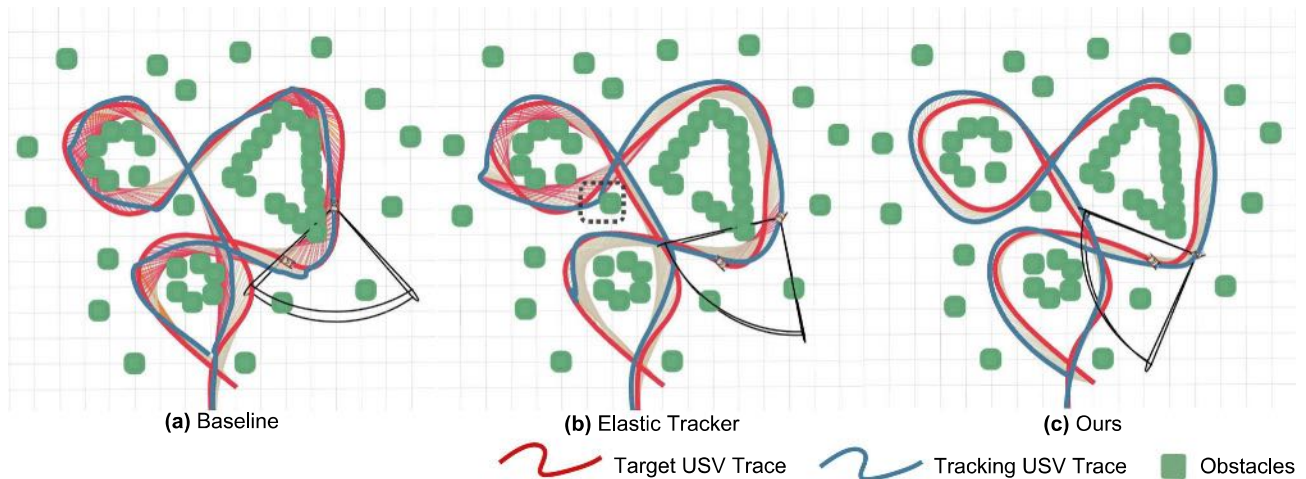 (a) Baseline
(b) Elastic Tracker
(c) Ours
Target USV Trace
Tracking USV Trace
Obstacles